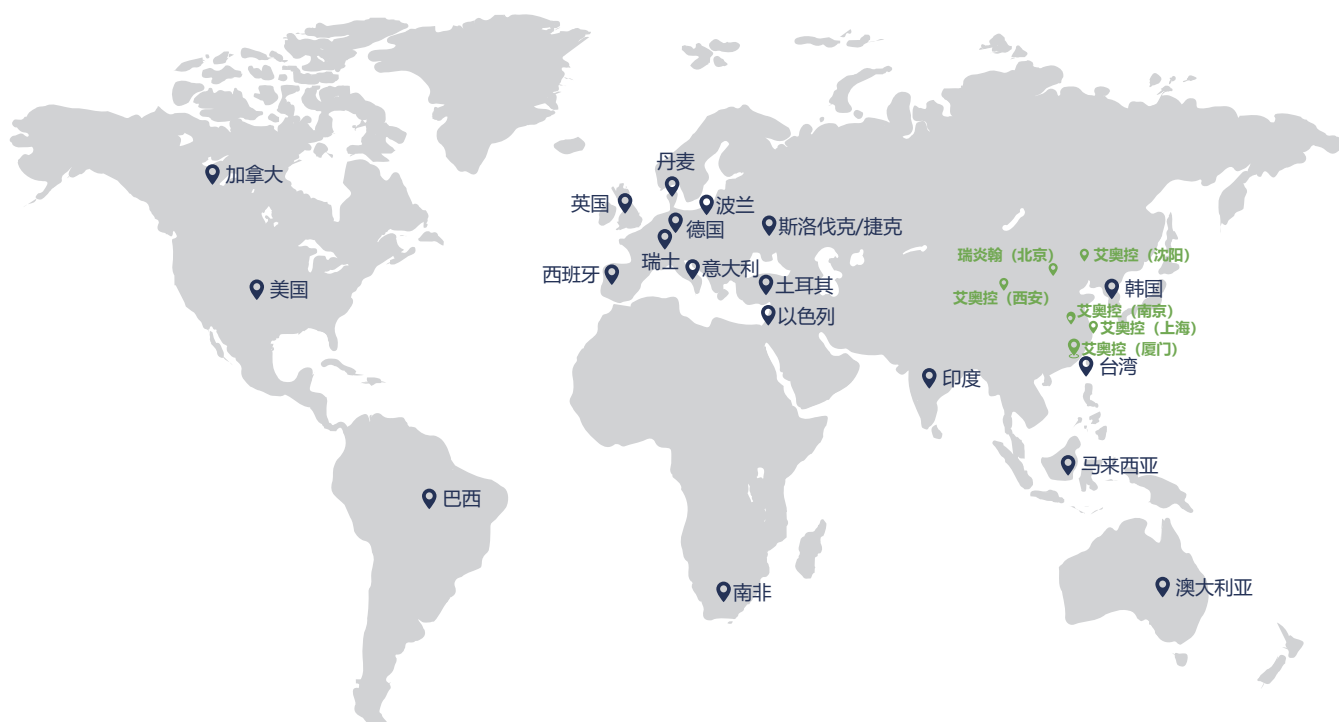 丹麦
加拿大
英国
波兰
德国
斯洛伐克/捷克
瑞士
意大利
西班牙
土耳其
美国
以色列
瑞炎翰（北京）
艾奥控（沈阳）
艾奥控（西安）
韩国
艾奥控（南京）
艾奥控（上海）
艾奥控（厦门）
台湾
印度
马来西亚
巴西
南非
澳大利亚